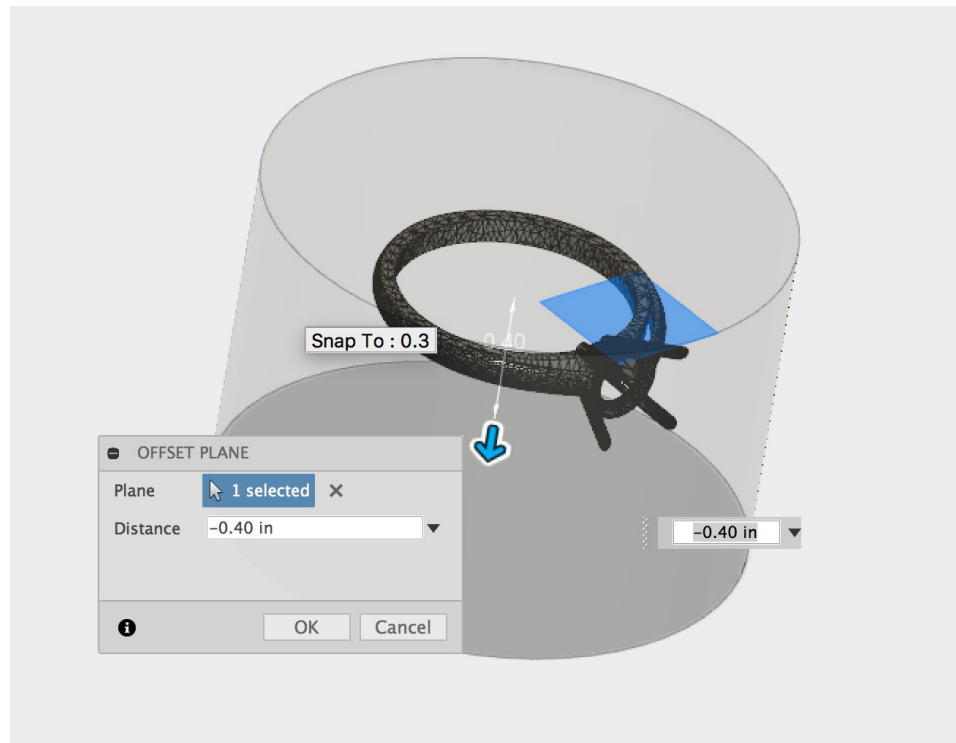 Snap To : 0.3
0.40
OFFSET PLANE
Plane
1 selected
Distance
-0.40 in
-0.40 in
OK
Cancel